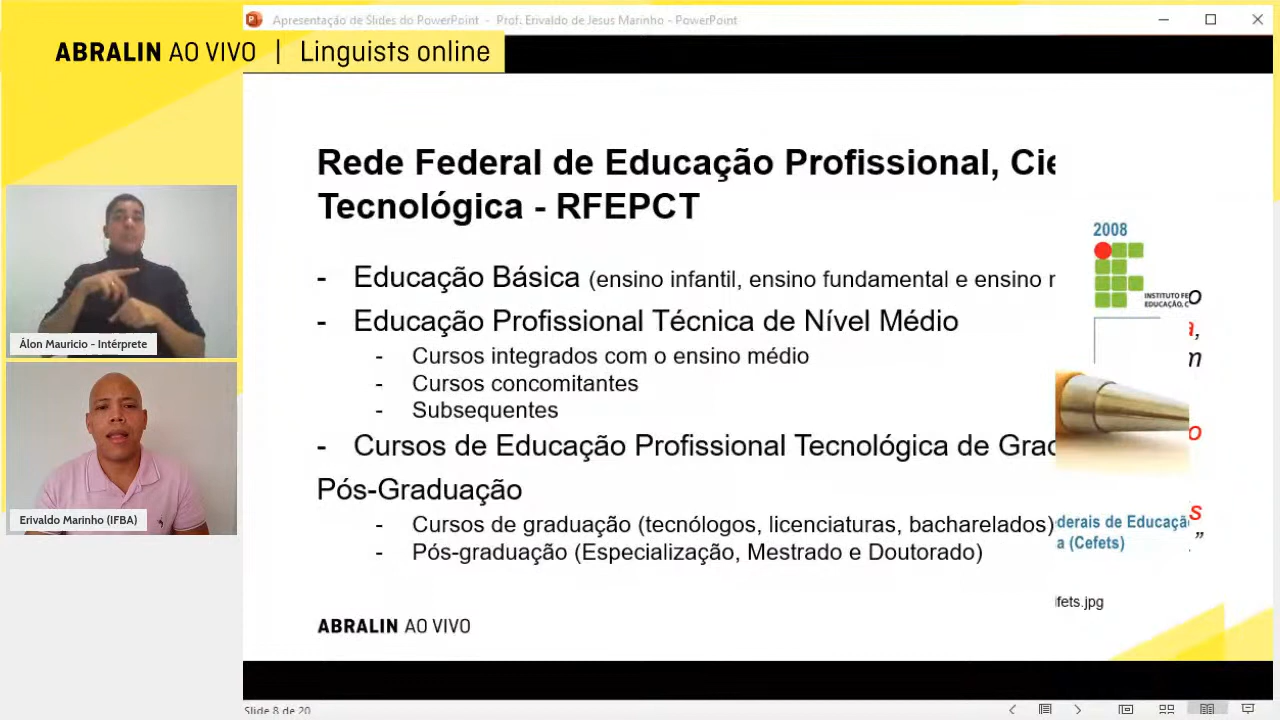 Apresentação de Slides do PowerPoint - Prof. Erivaldo de Jesus Marinho - PowerPoint
ABRALIN AO VIVO | Linguists online
Rede Federal de Educação Profissional, Cie
Tecnológica - RFEPCT
- Educação Básica (ensino infantil, ensino fundamental e ensino
- Educação Profissional Técnica de Nível Médio
- Cursos integrados com o ensino médio
- Cursos concomitantes
- Subsequentes
- Cursos de Educação Profissional Tecnológica de Grad
Pós-Graduação
- Cursos de graduação (tecnólogos, licenciaturas, bacharelados)
- Pós-graduação (Especialização, Mestrado e Doutorado)
2008
INSTITUTO FE
EDUCAÇÃO, C
o
a,
m
o
s
derais de Educaçã
a (Cefets)
.”
fets.jpg
ABRALIN AO VIVO
Álon Mauricio - Intérprete
Erivaldo Marinho (IFBA)
Slide 8 de 20